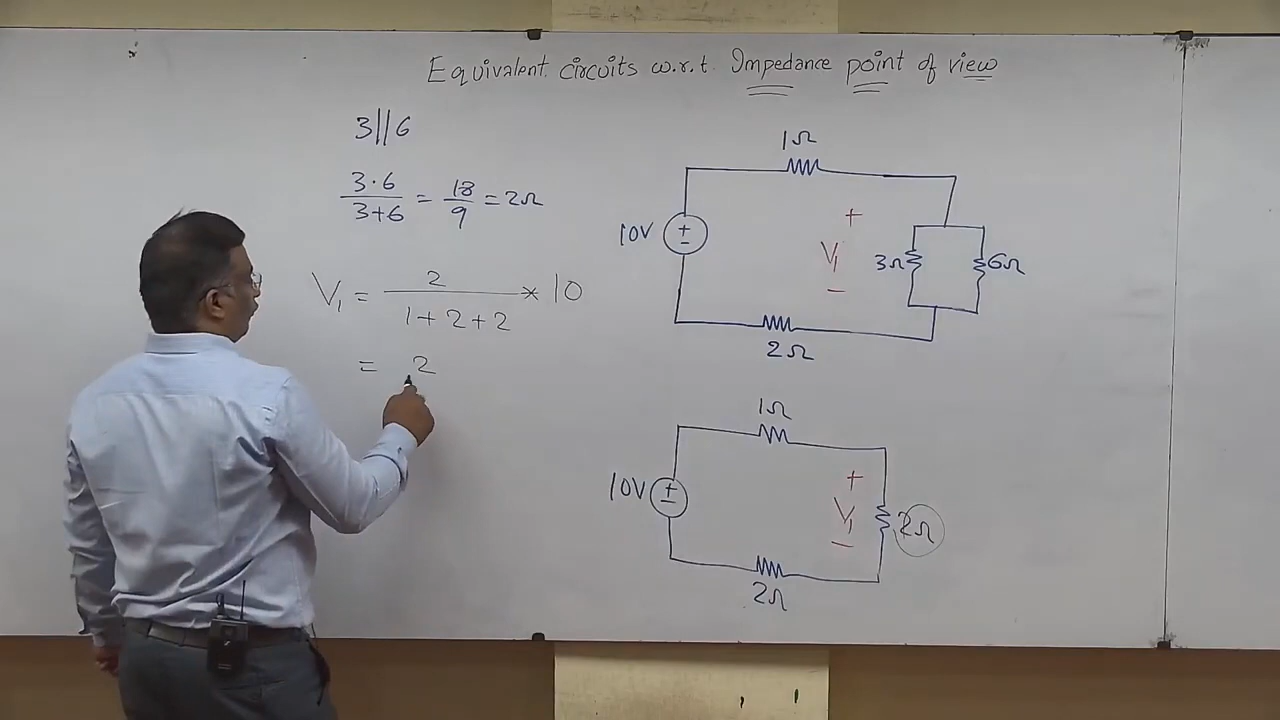 Equivalent circuits w.r.t. Impedance point of view
3||6
3·6 / 3+6 = 18 / 9 = 2Ω
V₁ = 2 / 1+2+2 * 10
= 2
1Ω
10V
+
V₁
−
3Ω
6Ω
2Ω
1Ω
10V
+
V₁
−
2Ω
2Ω